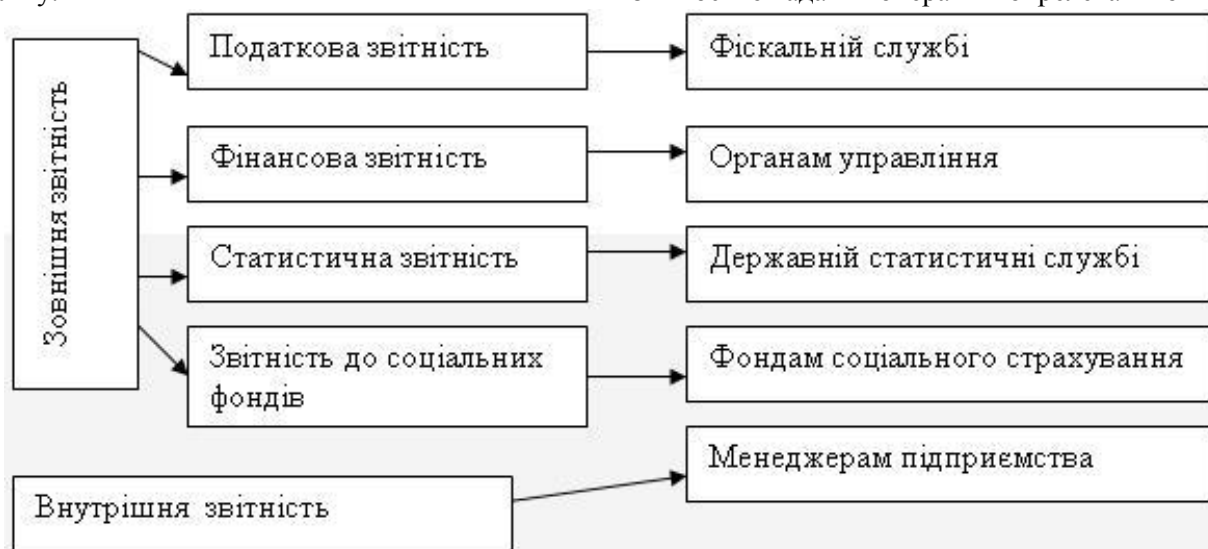 Податкова звітність
Фіскальній службі
Зовнішня звітність
Фінансова звітність
Органам управління
Статистична звітність
Державній статистичні службі
Звітність до соціальних
фондів
Фондам соціального страхування
Менеджерам підприємства
Внутрішня звітність